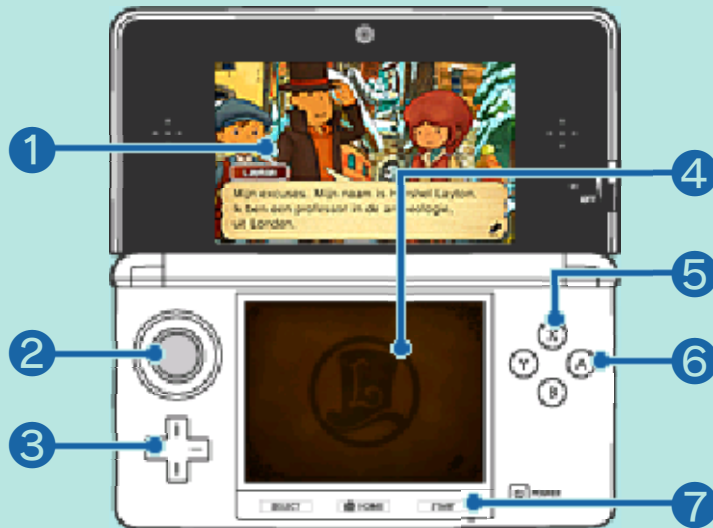 1
LAYTON
Mijn excuses. Mijn naam is Hershel Layton.
Ik ben een professor in de archeologie,
uit Londen.
4
5
X
2
Y
A
6
B
3
L
SELECT
HOME
START
POWER
7